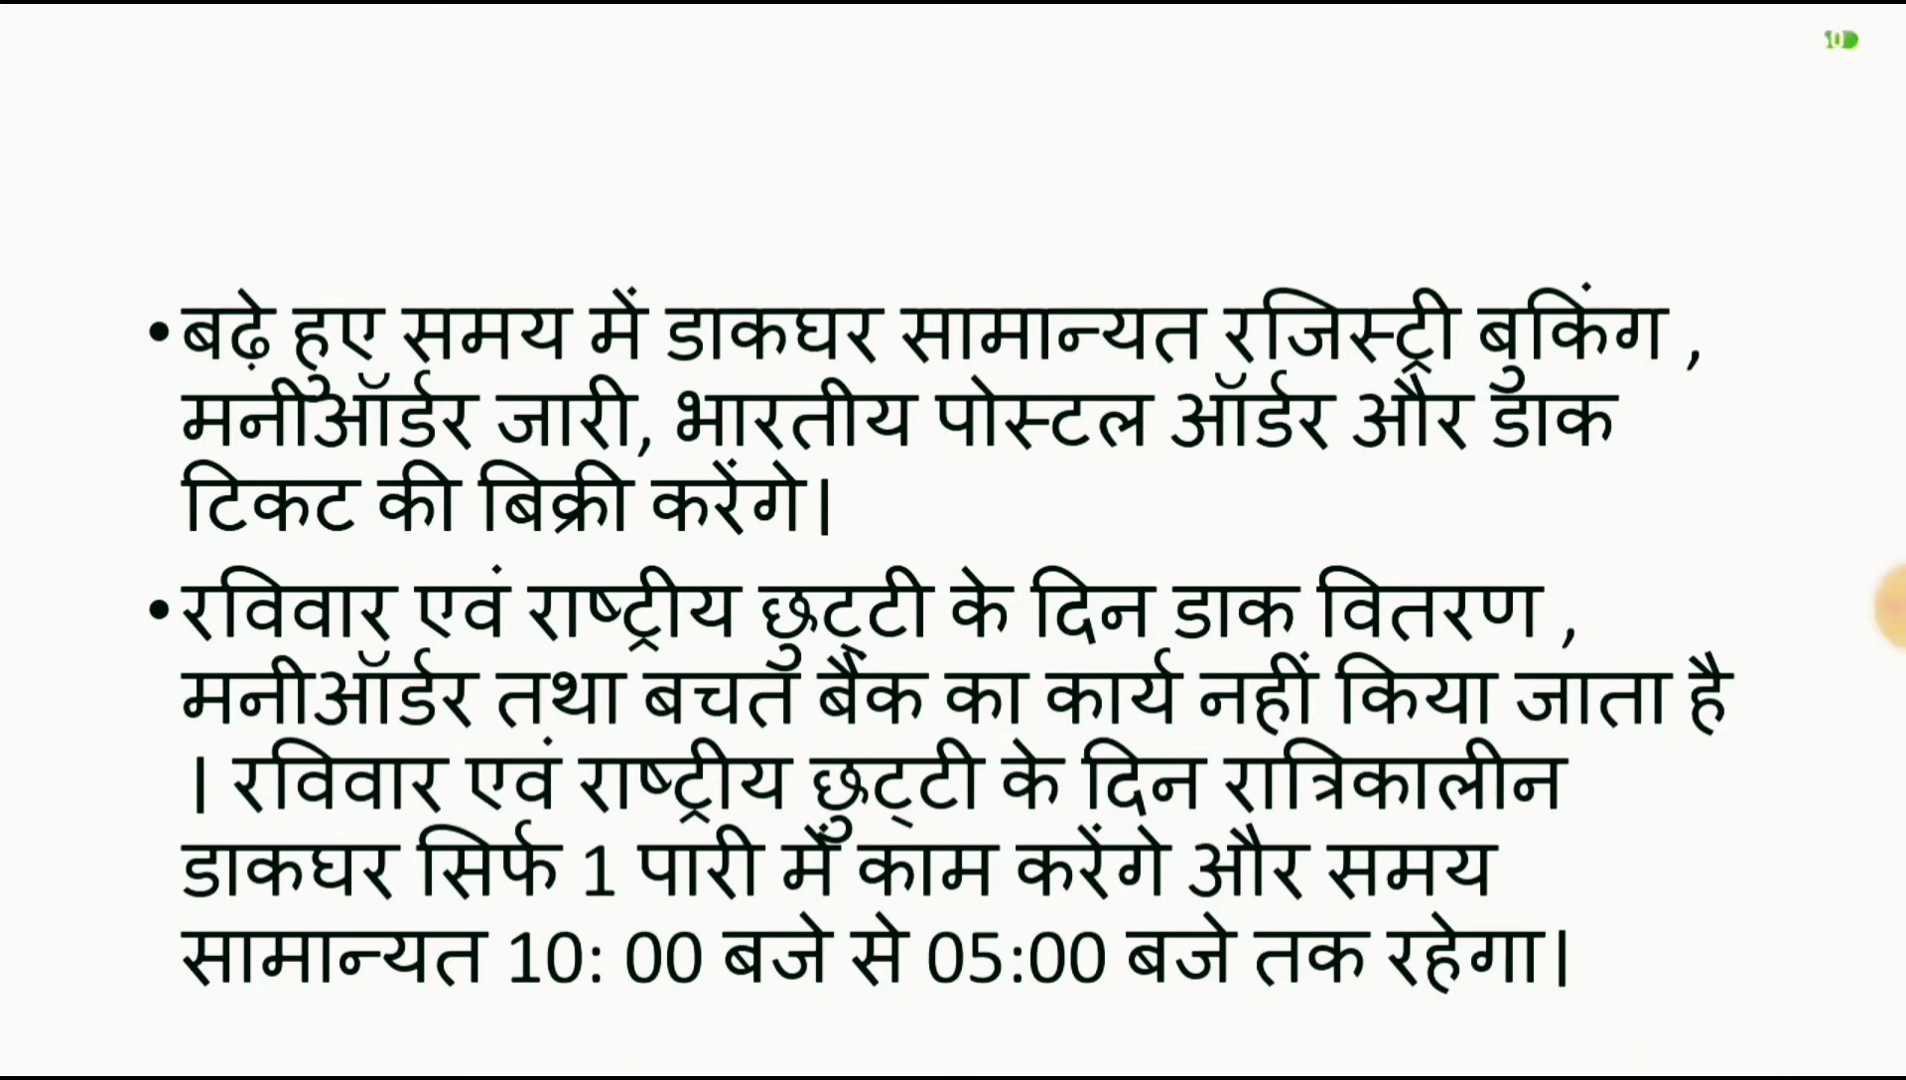 •बढ़े हुए समय में डाकघर सामान्यत रजिस्ट्री बुकिंग ,
मनीऑर्डर जारी, भारतीय पोस्टल ऑर्डर और डाक
टिकट की बिक्री करेंगे।
•रविवार एवं राष्ट्रीय छुट्टी के दिन डाक वितरण ,
मनीऑर्डर तथा बचत बैंक का कार्य नहीं किया जाता है
। रविवार एवं राष्ट्रीय छुट्टी के दिन रात्रिकालीन
डाकघर सिर्फ 1 पारी में काम करेंगे और समय
सामान्यत 10: 00 बजे से 05:00 बजे तक रहेगा।